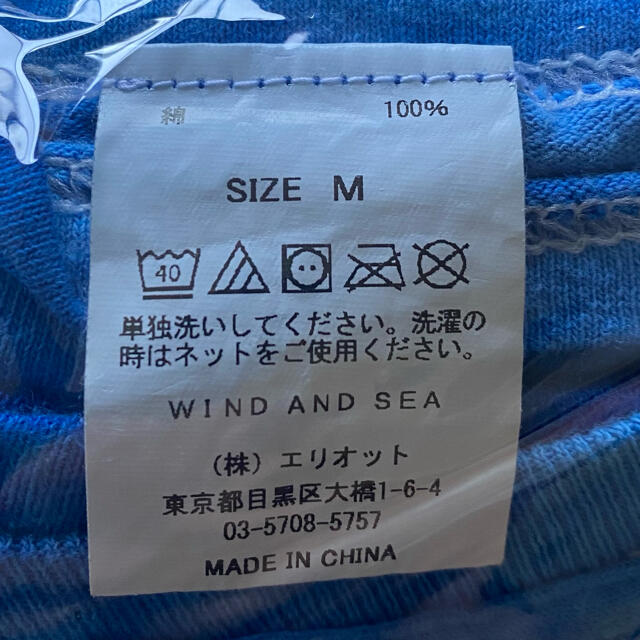 綿 100%
SIZE M
40
単独洗いしてください。洗濯の
時はネットをご使用ください。
WIND AND SEA
(株) エリオット
東京都目黒区大橋1-6-4
03-5708-5757
MADE IN CHINA